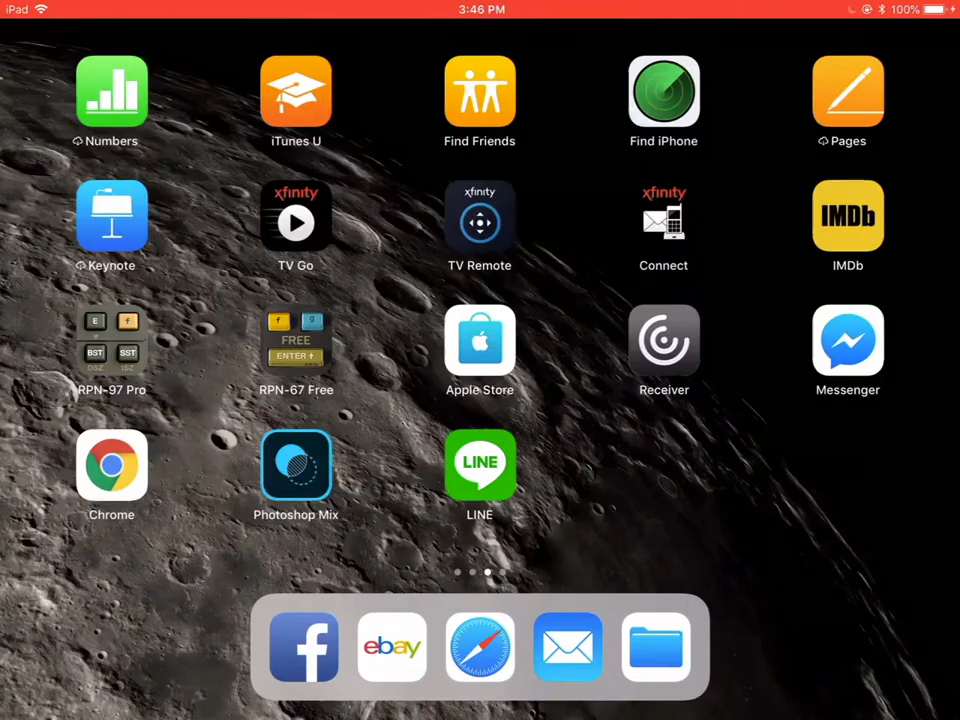 iPad 3:46 PM 100%
Numbers iTunes U Find Friends Find iPhone Pages
xfinity xfinity xfinity IMDb
Keynote TV Go TV Remote Connect IMDb
E f f g
FREE
BST SST ENTER ↑
DSZ ISZ
RPN-97 Pro RPN-67 Free Apple Store Receiver Messenger
LINE
Chrome Photoshop Mix LINE
f ebay